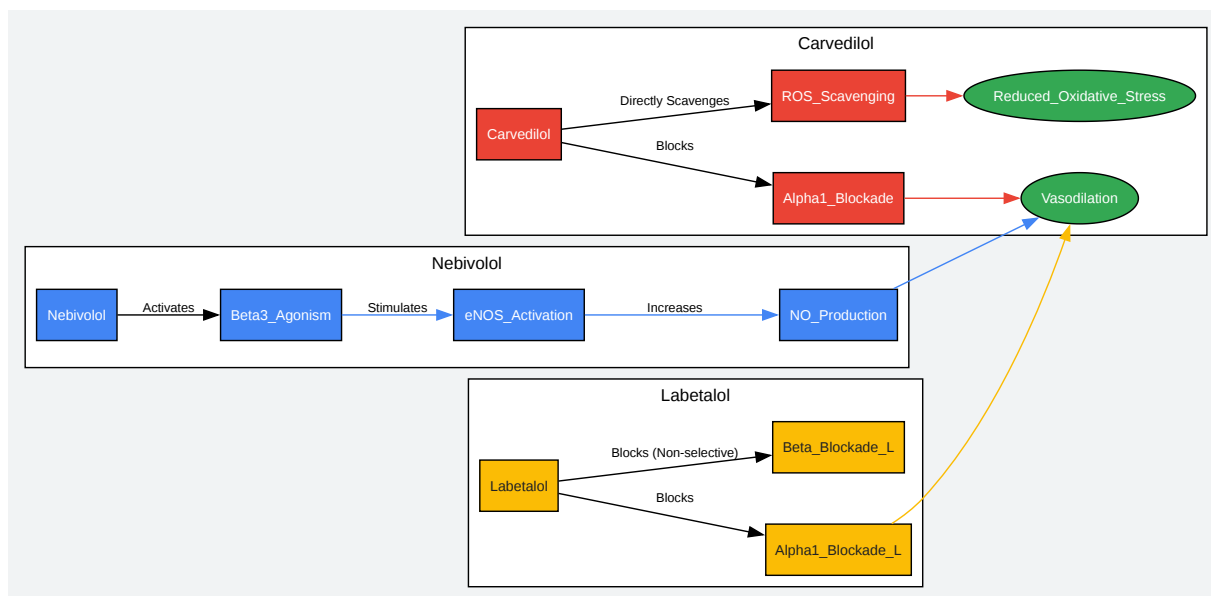 Carvedilol
Directly Scavenges
ROS_Scavenging
Reduced_Oxidative_Stress
Carvedilol
Blocks
Alpha1_Blockade
Vasodilation
Nebivolol
Nebivolol
Activates
Beta3_Agonism
Stimulates
eNOS_Activation
Increases
NO_Production
Labetalol
Blocks (Non-selective)
Beta_Blockade_L
Labetalol
Blocks
Alpha1_Blockade_L